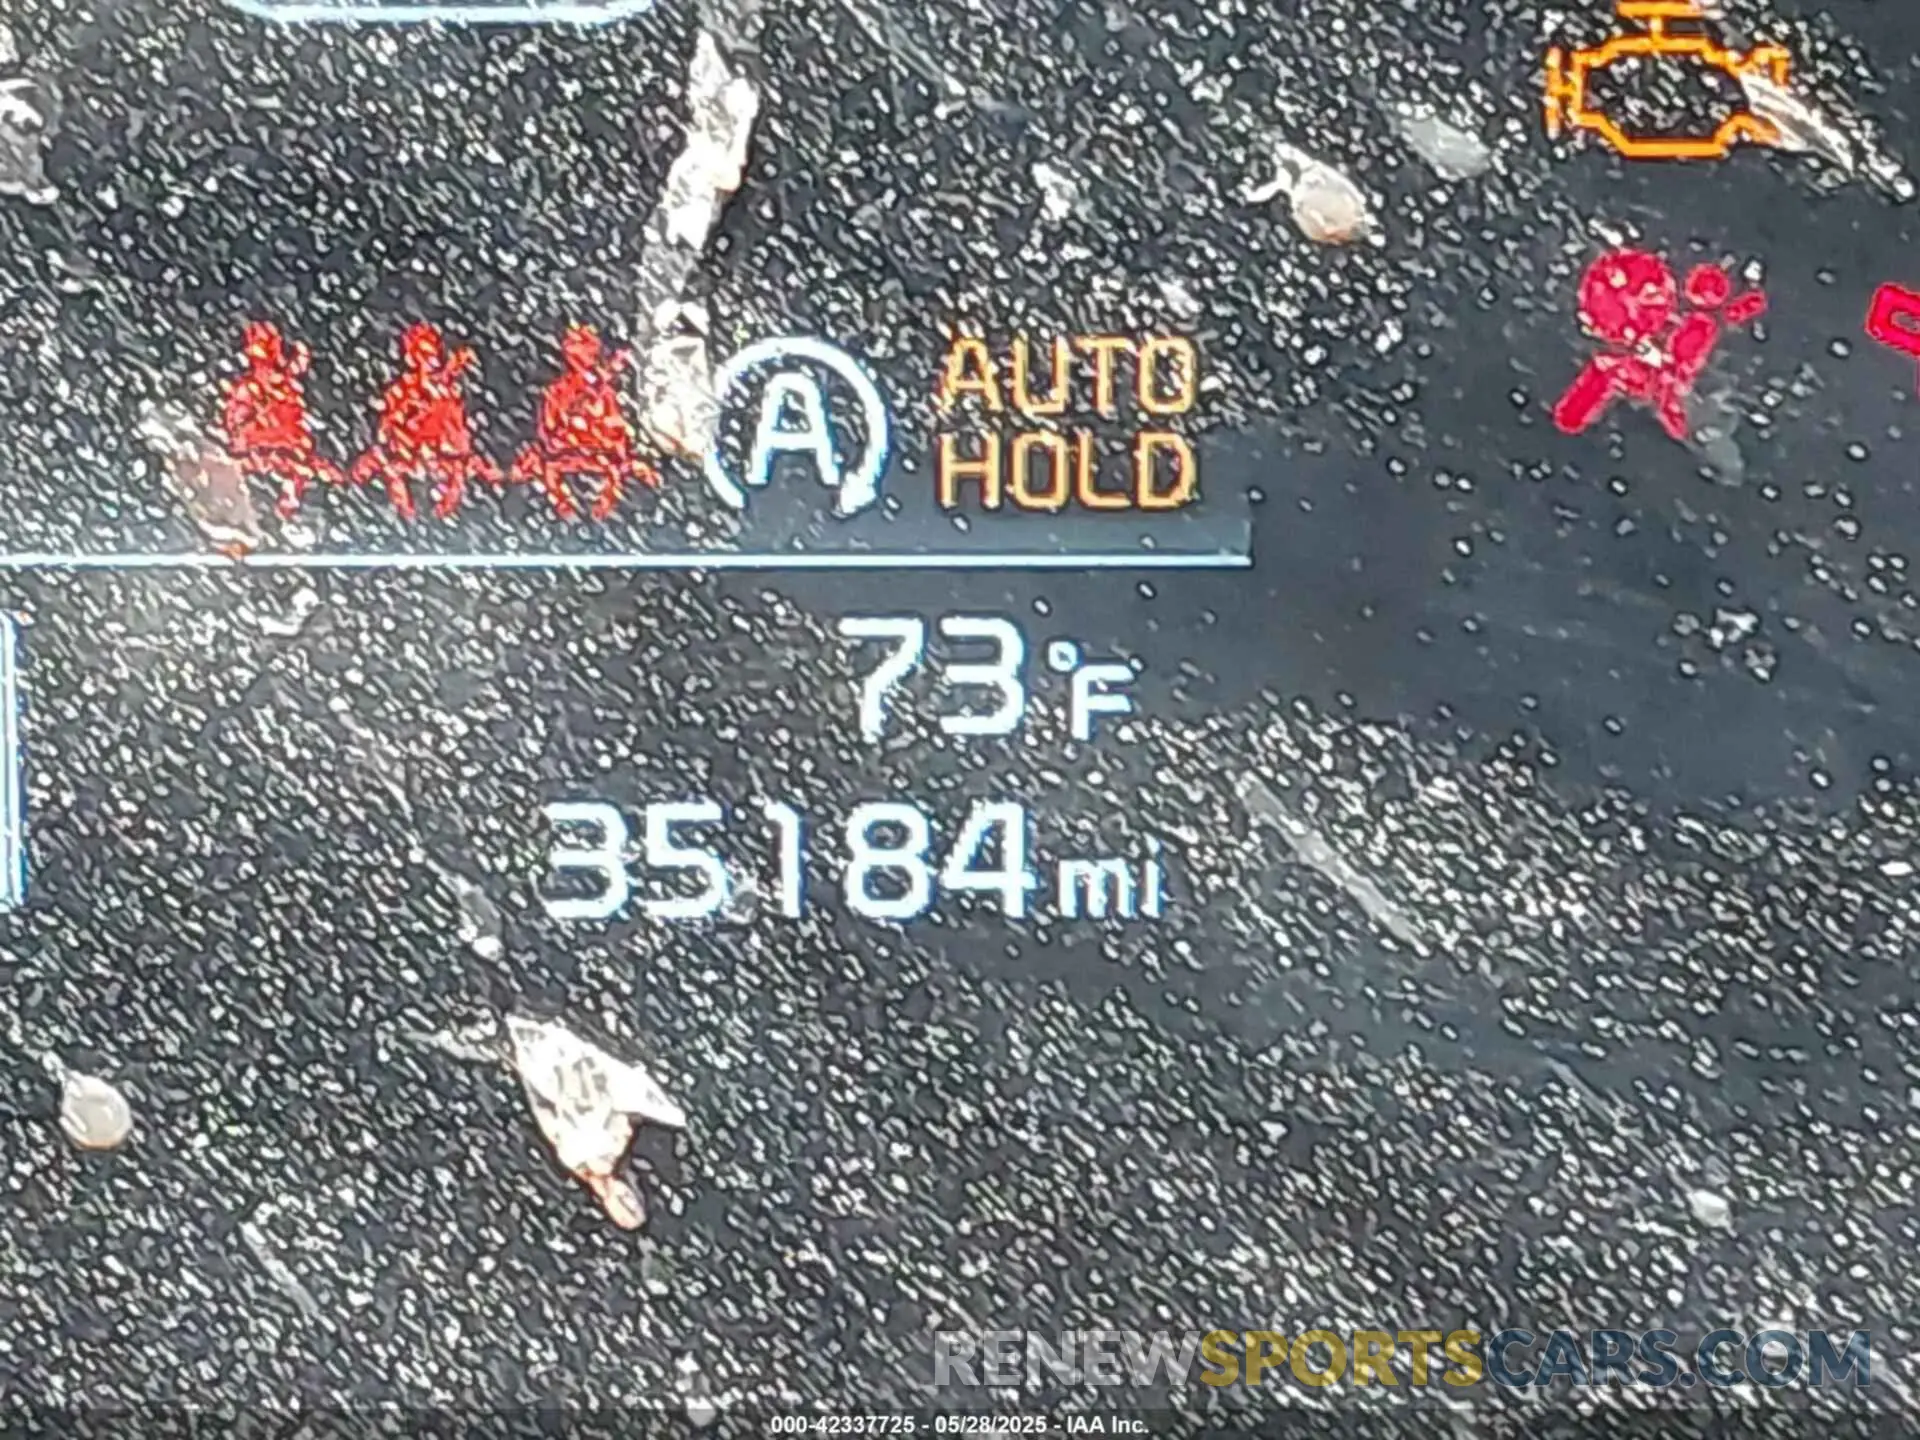 A
AUTO
HOLD
73°F
35184mi
RENEWSPORTSCARS.COM
000-42337725 - 05/28/2025 - IAA Inc.